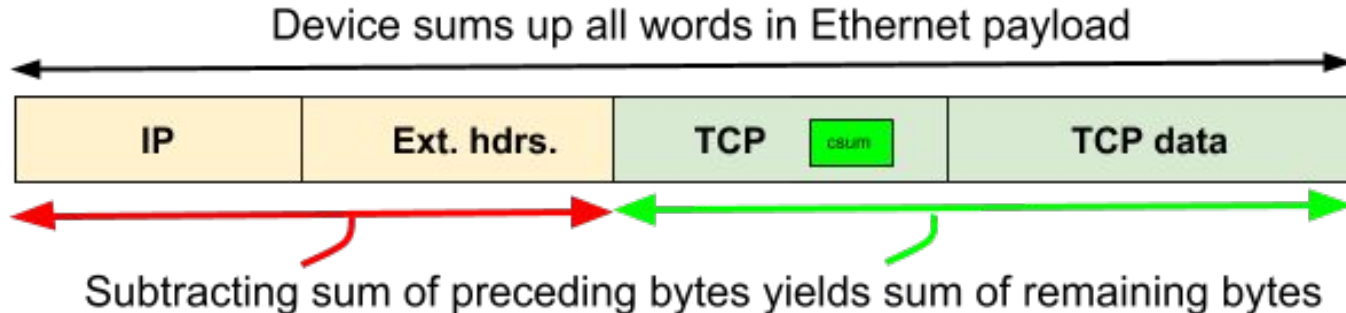 Device sums up all words in Ethernet payload
IP Ext. hdrs. TCP csum TCP data
Subtracting sum of preceding bytes yields sum of remaining bytes